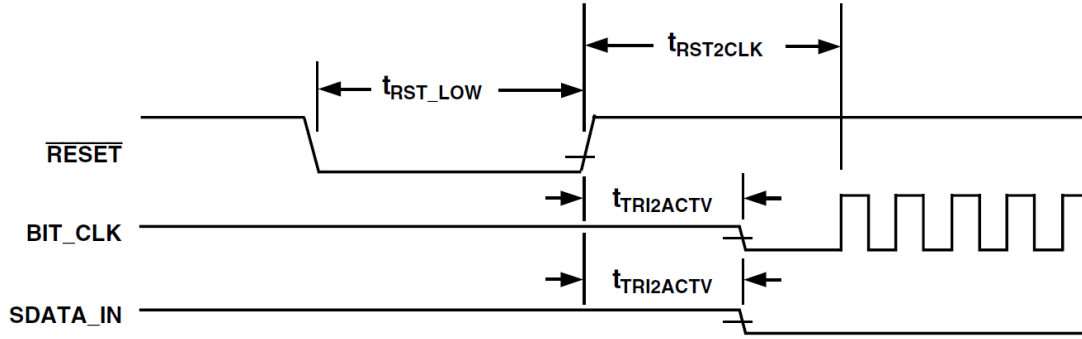 tRST2CLK
tRST_LOW
RESET
tTRI2ACTV
BIT_CLK
tTRI2ACTV
SDATA_IN